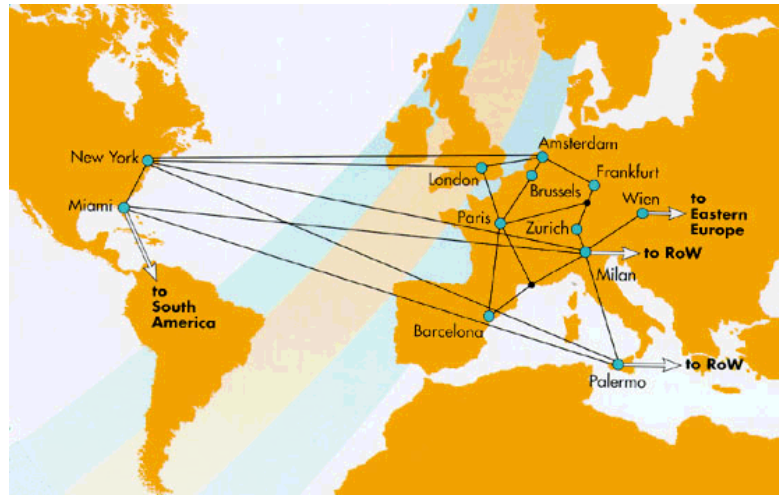 New York
Miami
to
South
America
London
Amsterdam
Brussels
Frankfurt
Paris
Zurich
Wien
to
Eastern
Europe
to RoW
Milan
Barcelona
to RoW
Palermo